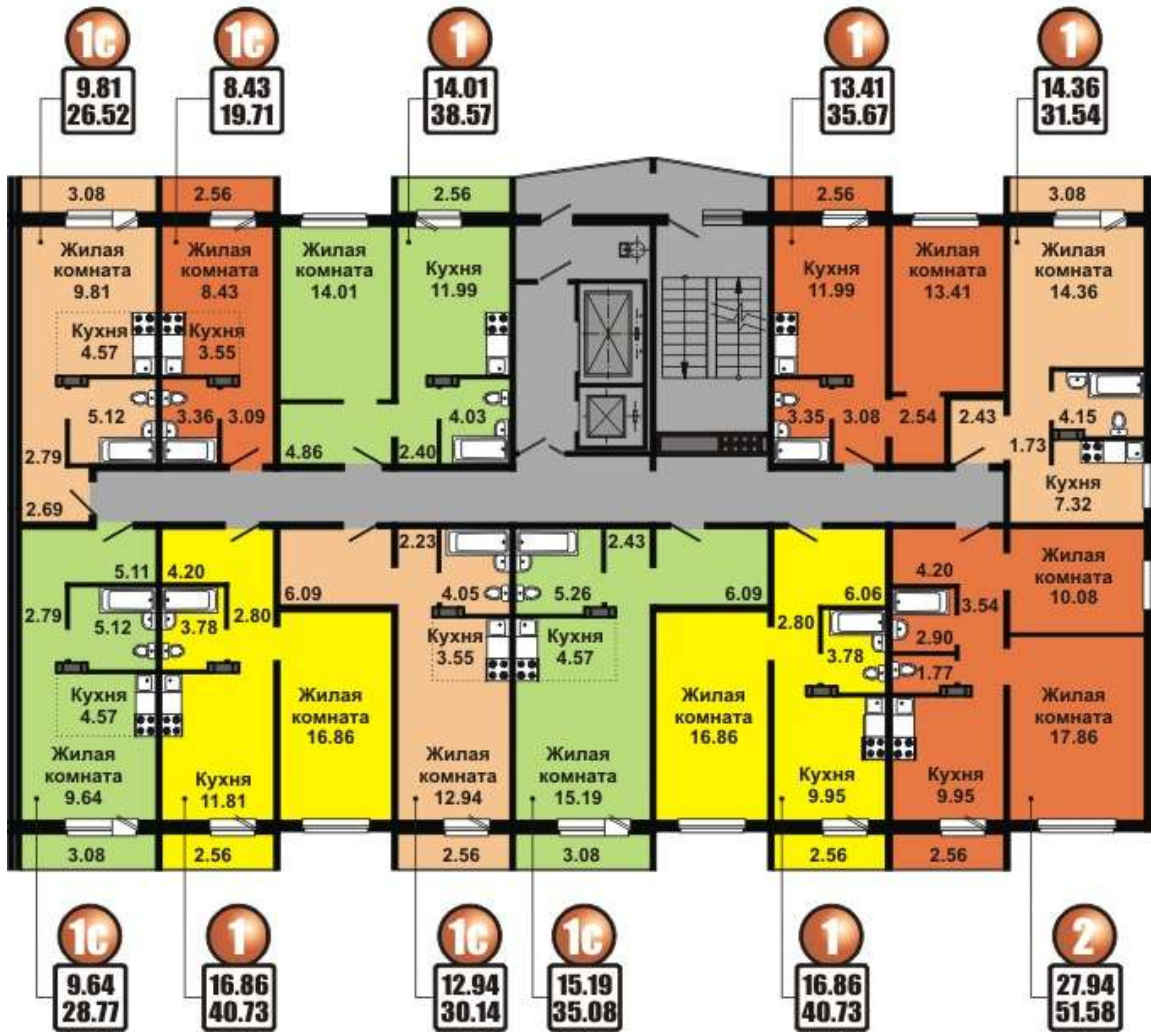 1с
9.81
26.52
1с
8.43
19.71
1
14.01
38.57
1
13.41
35.67
1
14.36
31.54
3.08
2.56
2.56
2.56
3.08
Жилая
комната
9.81
Кухня
4.57
5.12
2.79
2.69
Жилая
комната
8.43
Кухня
3.55
3.36
3.09
Жилая
комната
14.01
4.86
Кухня
11.99
4.03
2.40
Кухня
11.99
3.35
3.08
Жилая
комната
13.41
2.54
Жилая
комната
14.36
2.43
4.15
1.73
Кухня
7.32
5.11
2.79
5.12
Кухня
4.57
Жилая
комната
9.64
4.20
2.80
3.78
Кухня
11.81
Жилая
комната
16.86
6.09
2.23
4.05
Кухня
3.55
Жилая
комната
12.94
2.43
5.26
6.09
Кухня
4.57
Жилая
комната
15.19
Жилая
комната
16.86
6.06
2.80
3.78
Кухня
9.95
4.20
3.54
2.90
1.77
Кухня
9.95
Жилая
комната
10.08
Жилая
комната
17.86
3.08
2.56
2.56
3.08
2.56
2.56
1с
9.64
28.77
1
16.86
40.73
1с
12.94
30.14
1с
15.19
35.08
1
16.86
40.73
2
27.94
51.58